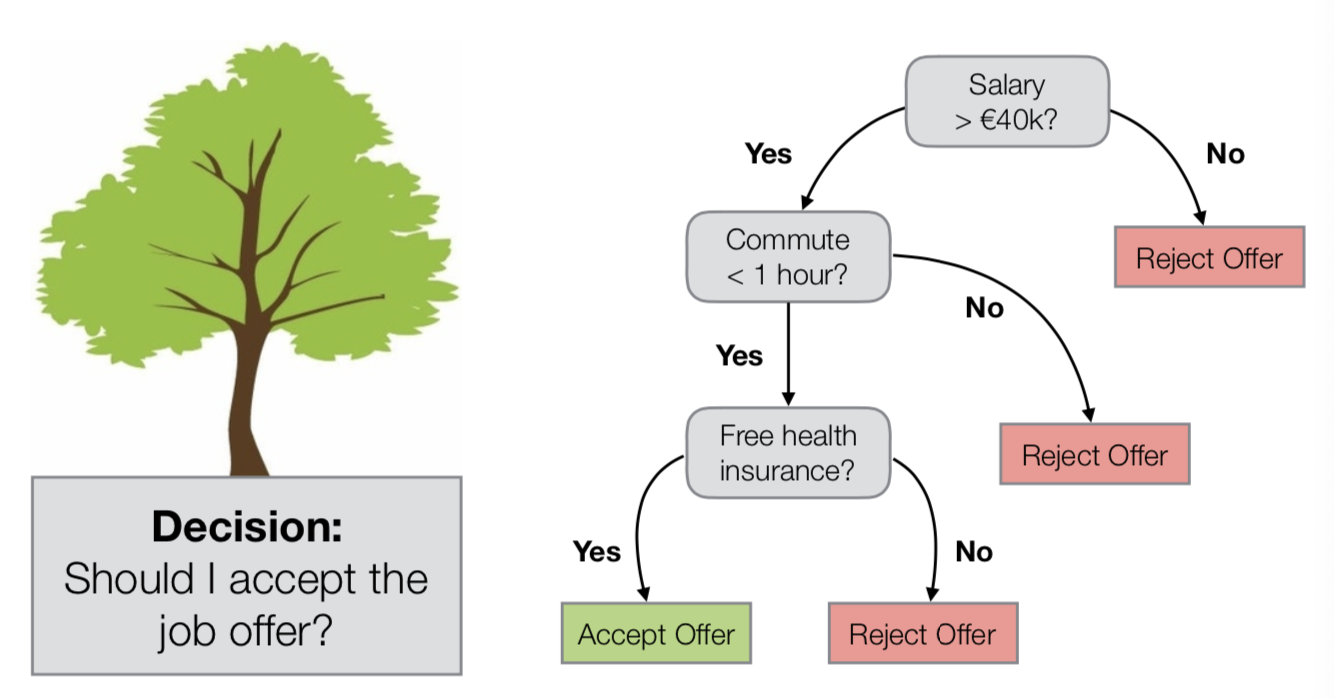 Decision:
Should I accept the
job offer?
Salary
> €40k?
Yes
No
Commute
< 1 hour?
Reject Offer
Yes
No
Free health
insurance?
Reject Offer
Yes
No
Accept Offer
Reject Offer